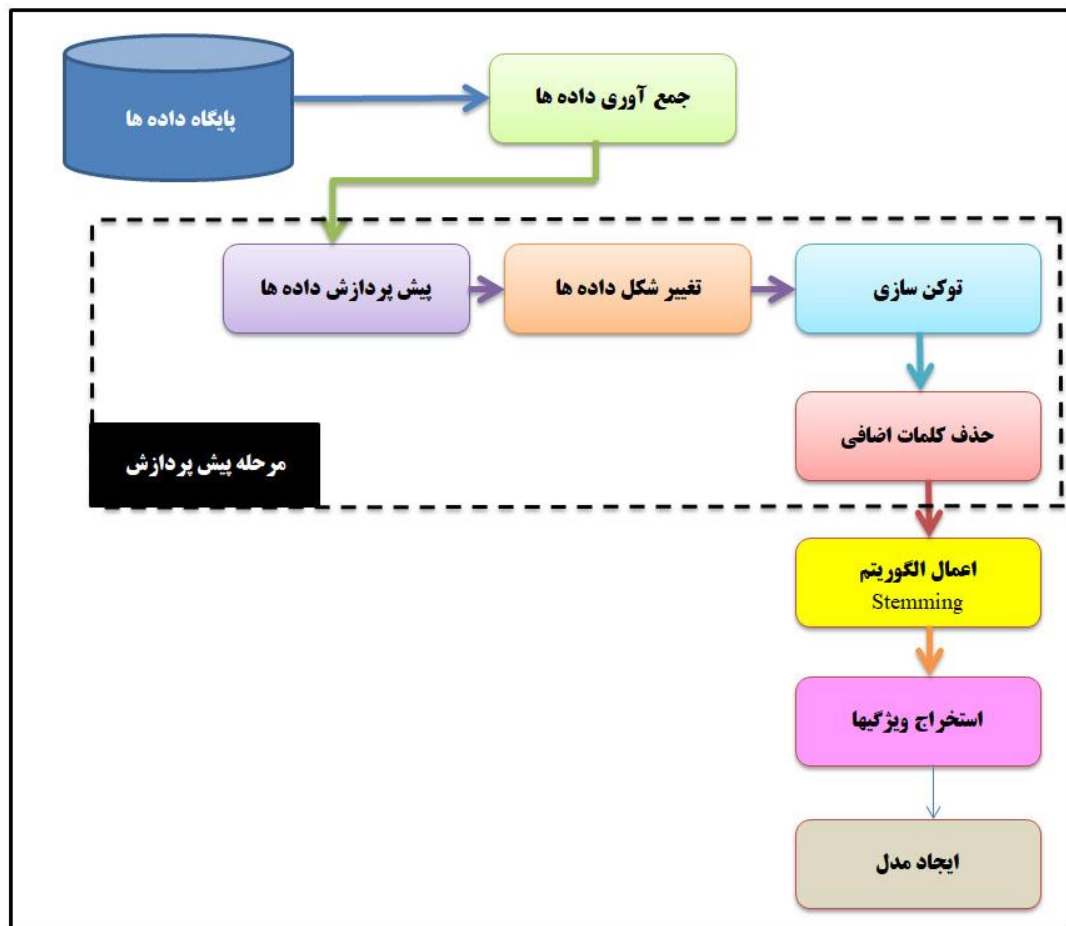 پایگاه داده ها
جمع آوری داده ها
پیش پردازش داده ها
تغییر شکل داده ها
توکن سازی
حذف کلمات اضافی
مرحله پیش پردازش
اعمال الگوریتم
Stemming
استخراج ویژگیها
ایجاد مدل